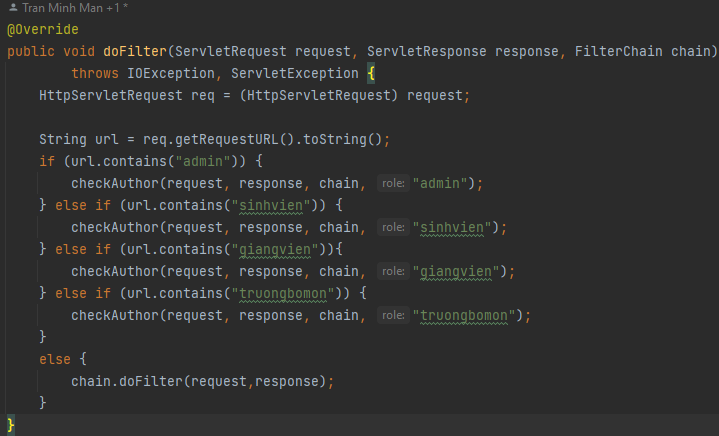 Tran Minh Man +1 *
@Override
public void doFilter(ServletRequest request, ServletResponse response, FilterChain chain)
        throws IOException, ServletException {
    HttpServletRequest req = (HttpServletRequest) request;

    String url = req.getRequestURL().toString();
    if (url.contains("admin")) {
        checkAuthor(request, response, chain, role: "admin");
    } else if (url.contains("sinhvien")) {
        checkAuthor(request, response, chain, role: "sinhvien");
    } else if (url.contains("giangvien")){
        checkAuthor(request, response, chain, role: "giangvien");
    } else if (url.contains("truongbomon")) {
        checkAuthor(request, response, chain, role: "truongbomon");
    }
    else {
        chain.doFilter(request,response);
    }
}